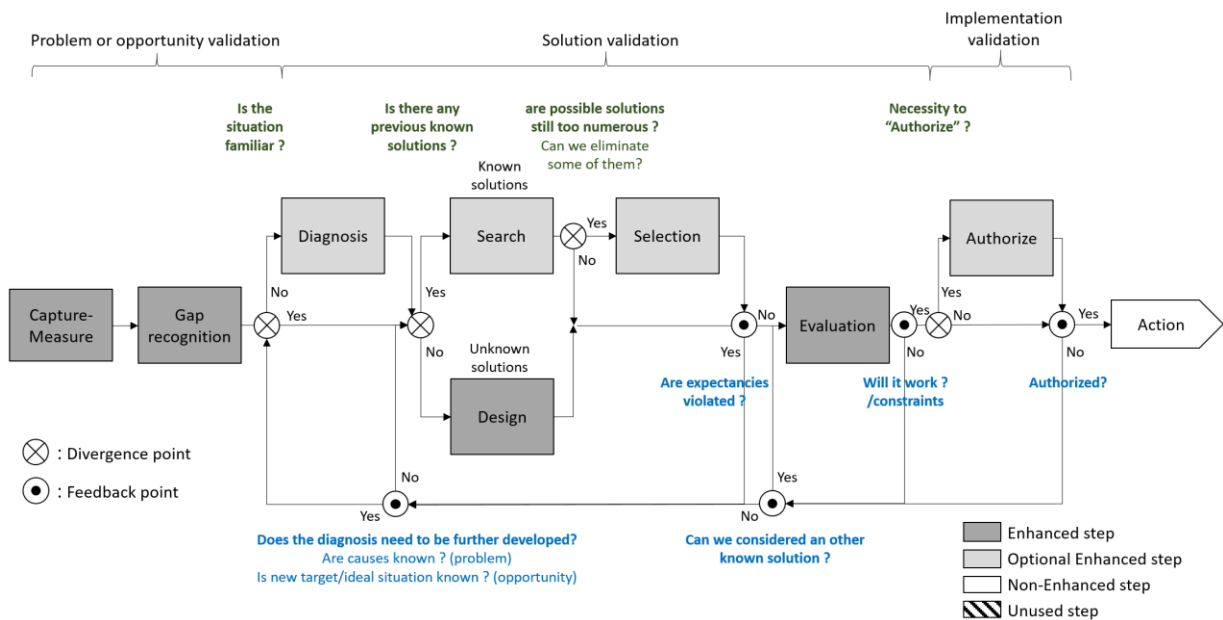 Problem or opportunity validation
Solution validation
Implementation
validation
Is the
situation
familiar ?
Is there any
previous known
solutions ?
are possible solutions
still too numerous ?
Can we eliminate
some of them?
Necessity to
“Authorize” ?
Known
solutions
Diagnosis
Search
Yes
Selection
No
Authorize
No
Yes
Yes
Capture-
Measure
Gap
recognition
Yes
No
Evaluation
Yes
No
Yes
Action
No
Unknown
solutions
Yes
No
No
Design
Are expectancies
violated ?
Will it work ?
/constraints
Authorized?
: Divergence point
: Feedback point
No
Yes
Yes
No
Does the diagnosis need to be further developed?
Are causes known ? (problem)
Is new target/ideal situation known ? (opportunity)
Can we considered an other
known solution ?
Enhanced step
Optional Enhanced step
Non-Enhanced step
Unused step